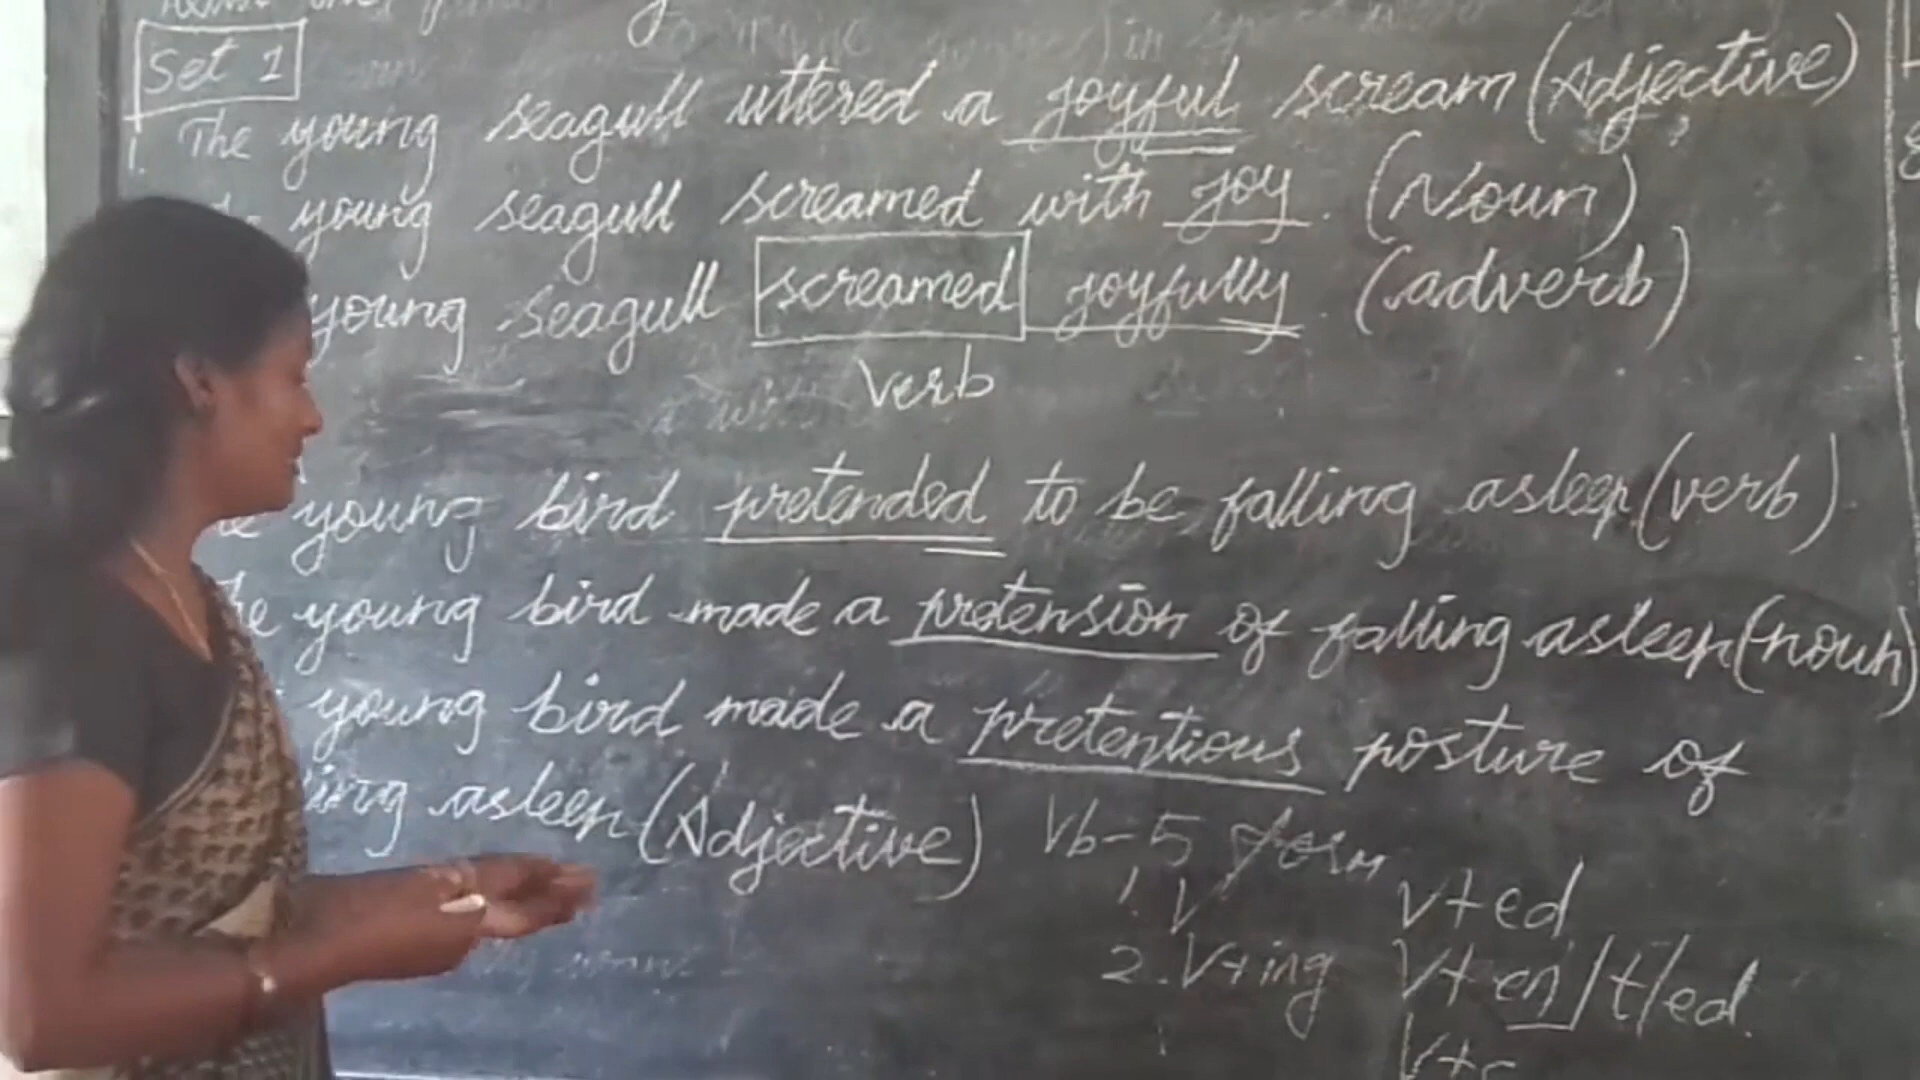 Set 1
1. The young seagull uttered a joyful scream (Adjective)
young seagull screamed with joy. (Noun)
young seagull screamed joyfully. (adverb)
Verb
young bird pretended to be falling asleep (verb)
young bird made a pretension of falling asleep (noun)
young bird made a pretentious posture of
asleep (Adjective)
Vb - 5 form
1. V V+ed
2. V+ing V+en/t/ed.